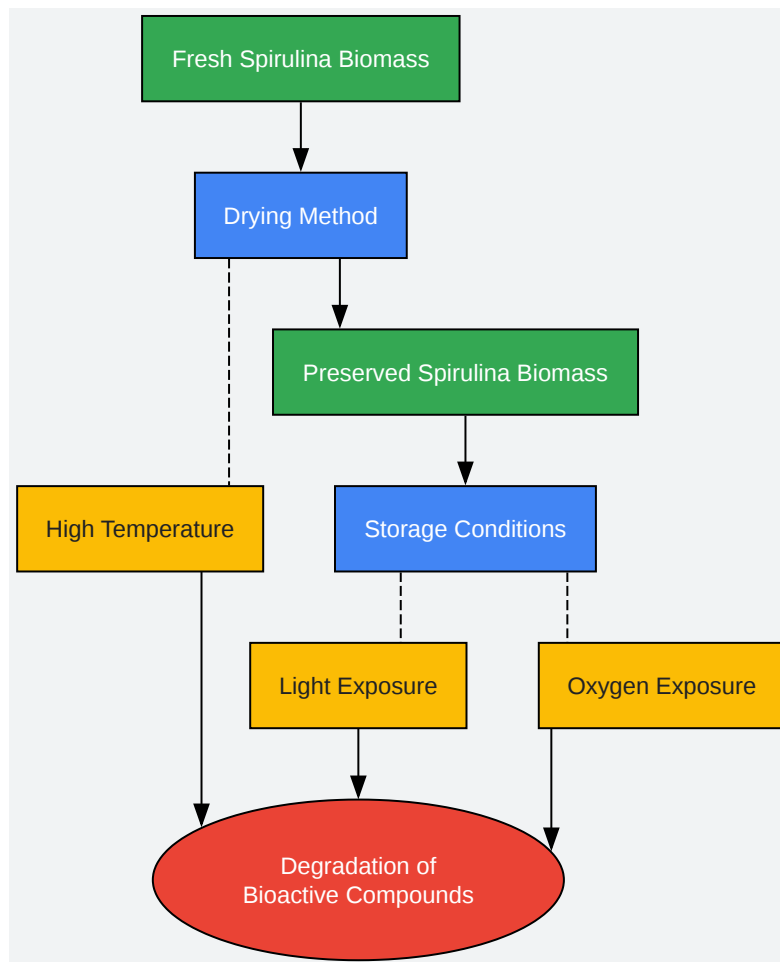 Fresh Spirulina Biomass
Drying Method
Preserved Spirulina Biomass
High Temperature
Storage Conditions
Light Exposure
Oxygen Exposure
Degradation of
Bioactive Compounds